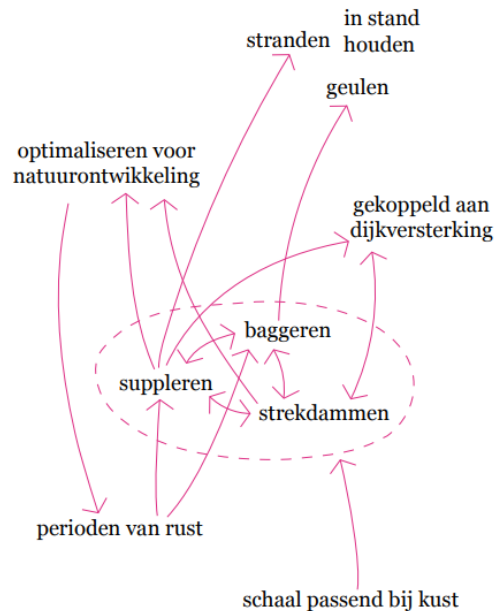 in stand
stranden
houden
geulen
optimaliseren voor
natuurontwikkeling
gekoppeld aan
dijkversterking
baggeren
suppleren
strekdammen
perioden van rust
schaal passend bij kust